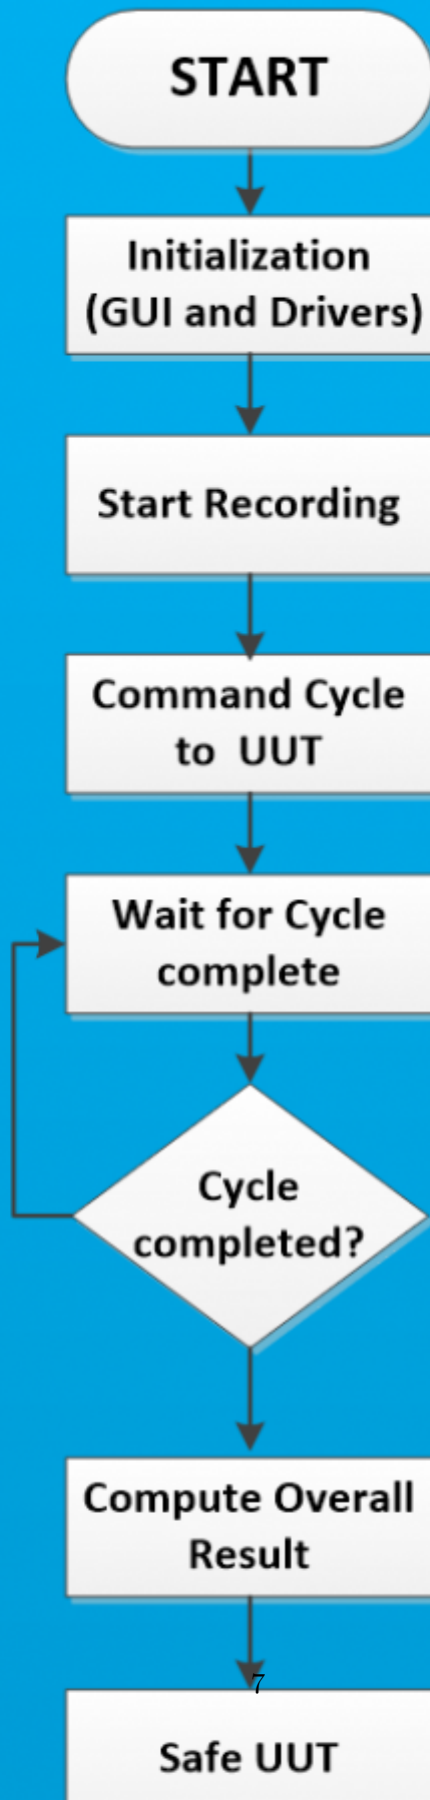 START
Initialization
(GUI and Drivers)
Start Recording
Command Cycle
to UUT
Wait for Cycle
complete
Cycle
completed?
Compute Overall
Result
7
Safe UUT